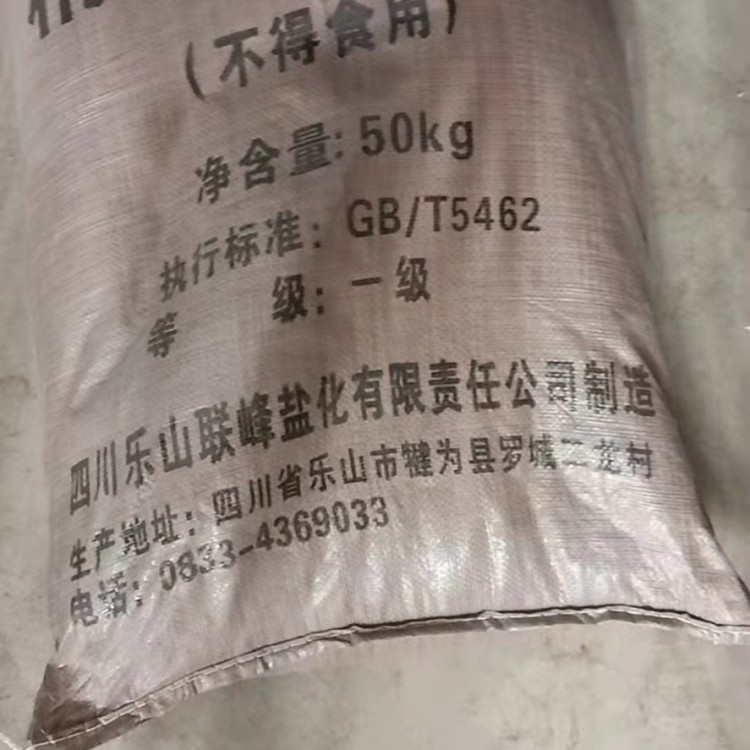 (不得食用)
净含量: 50kg
执行标准: GB/T5462
等 级: 一级
四川乐山联峰盐化有限责任公司制造
生产地址: 四川省乐山市犍为县罗城二龙村
电话: 0833-4369033